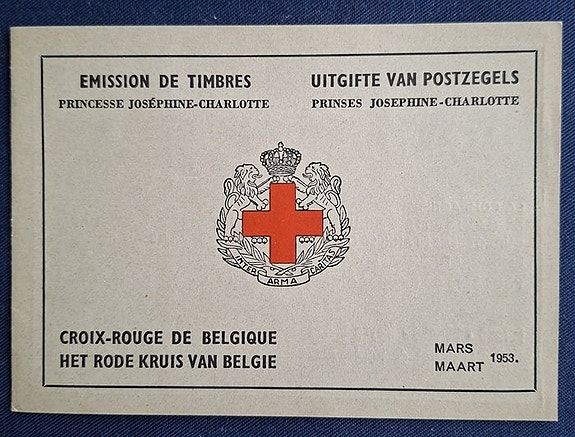 EMISSION DE TIMBRES
PRINCESSE JOSÉPHINE-CHARLOTTE
UITGIFTE VAN POSTZEGELS
PRINSES JOSEPHINE-CHARLOTTE
INTER ARMA CARITAS
CROIX-ROUGE DE BELGIQUE
HET RODE KRUIS VAN BELGIE
MARS
MAART 1953.